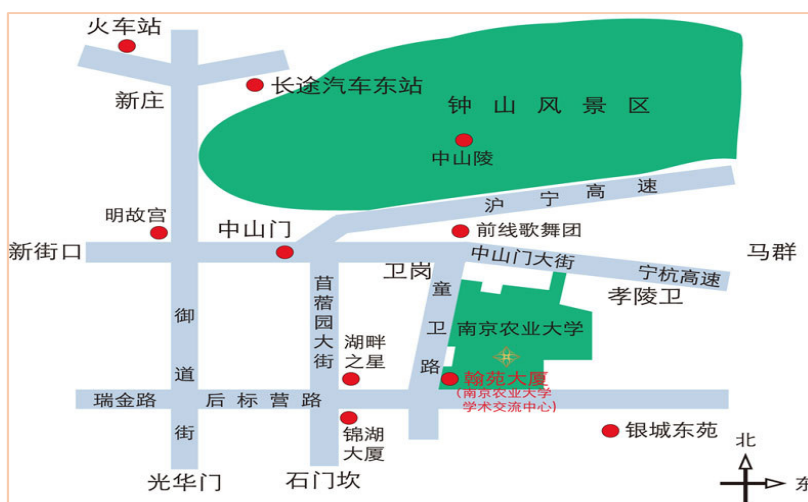 火车站
长途汽车东站
新庄
钟山风景区
中山陵
沪宁高速
明故宫
中山门
前线歌舞团
新街口
卫岗
中山门大街
宁杭高速
马群
孝陵卫
御道街
苜蓿园大街
童卫路
湖畔
之星
南京农业大学
翰苑大厦
(南京农业大学
学术交流中心)
瑞金路
后标营路
锦湖
大厦
银城东苑
光华门
石门坎
北
东